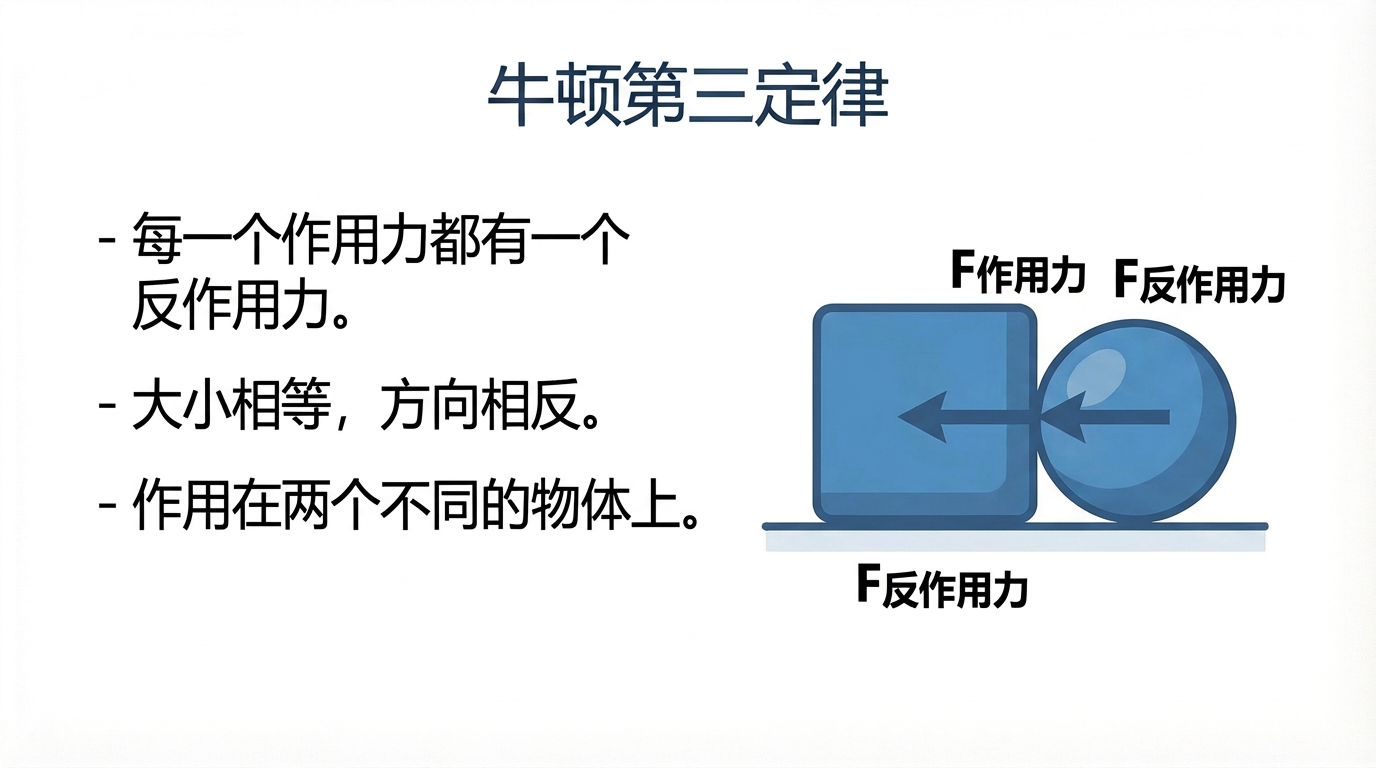 牛顿第三定律
- 每一个作用力都有一个
反作用力。
- 大小相等，方向相反。
- 作用在两个不同的物体上。
F作用力 F反作用力
F反作用力